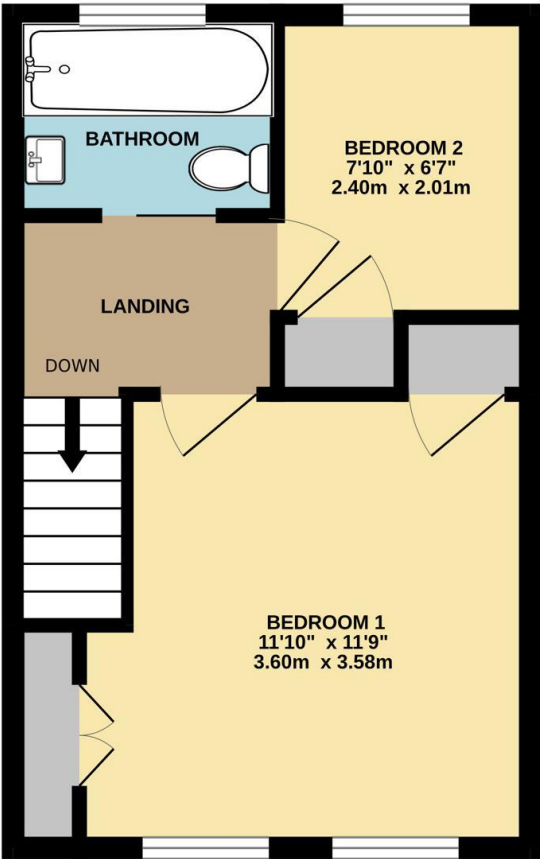 BATHROOM
BEDROOM 2
7'10" x 6'7"
2.40m x 2.01m
LANDING
DOWN
BEDROOM 1
11'10" x 11'9"
3.60m x 3.58m